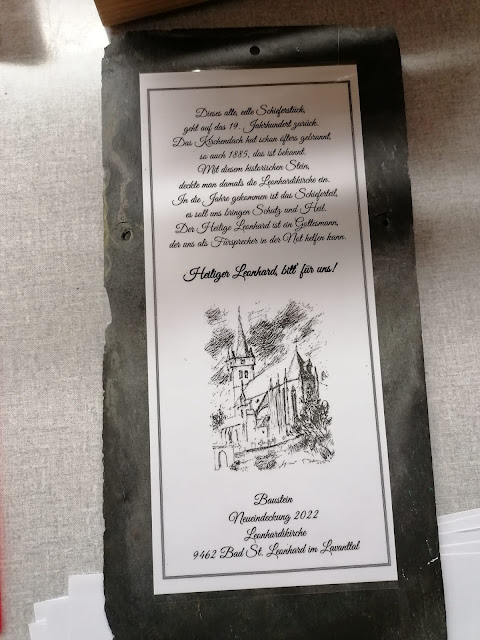 Dieses alte, edle Schieferstück,
geht auf das 19. Jahrhundert zurück.
Das Kirchendach hat schon öfters gebrannt,
so auch 1885, das ist bekannt.
Mit diesem historischen Stein,
deckte man damals die Leonhardikirche ein.
In die Jahre gekommen ist das Schieferteil,
es soll uns bringen Schutz und Heil.
Der Heilige Leonhard ist ein Gottesmann,
der uns als Fürsprecher in der Not helfen kann.
Heiliger Leonhard, bitt' für uns!
Baustein
Neueindeckung 2022
Leonhardikirche
9462 Bad St. Leonhard im Lavanttal